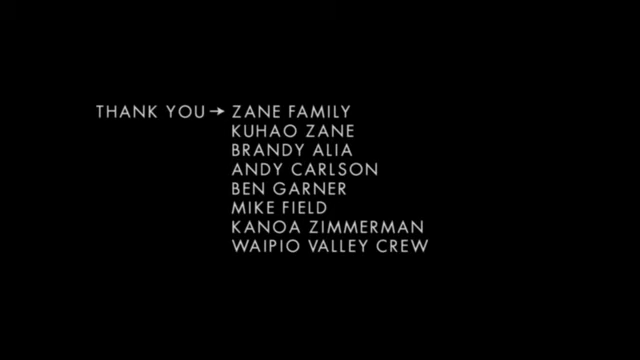 THANK YOU → ZANE FAMILY
KUHAO ZANE
BRANDY ALIA
ANDY CARLSON
BEN GARNER
MIKE FIELD
KANOA ZIMMERMAN
WAIPIO VALLEY CREW